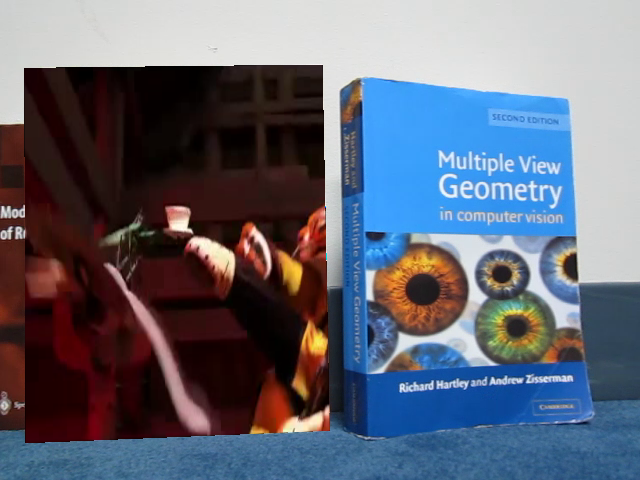 Mod
of R
SECOND EDITION
Multiple View
Geometry
in computer vision
Richard Hartley and Andrew Zisserman
CAMBRIDGE
Hartley and
Zisserman
Multiple View Geometry